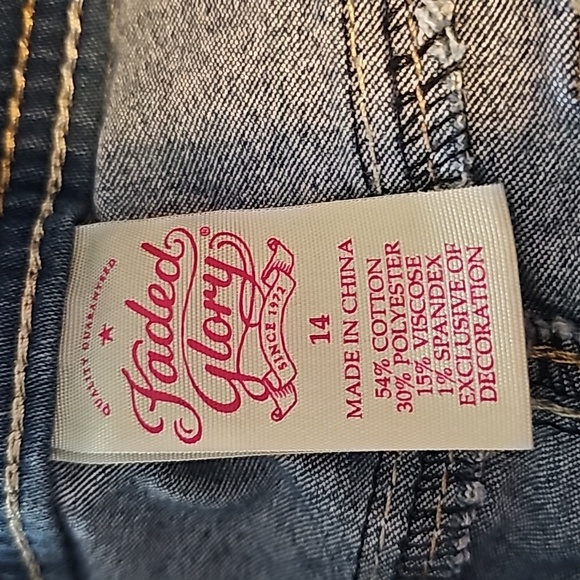 QUALITY GUARANTEED
Faded
Glory®
SINCE 1972
14
MADE IN CHINA
54% COTTON
30% POLYESTER
15% VISCOSE
1% SPANDEX
EXCLUSIVE OF
DECORATION